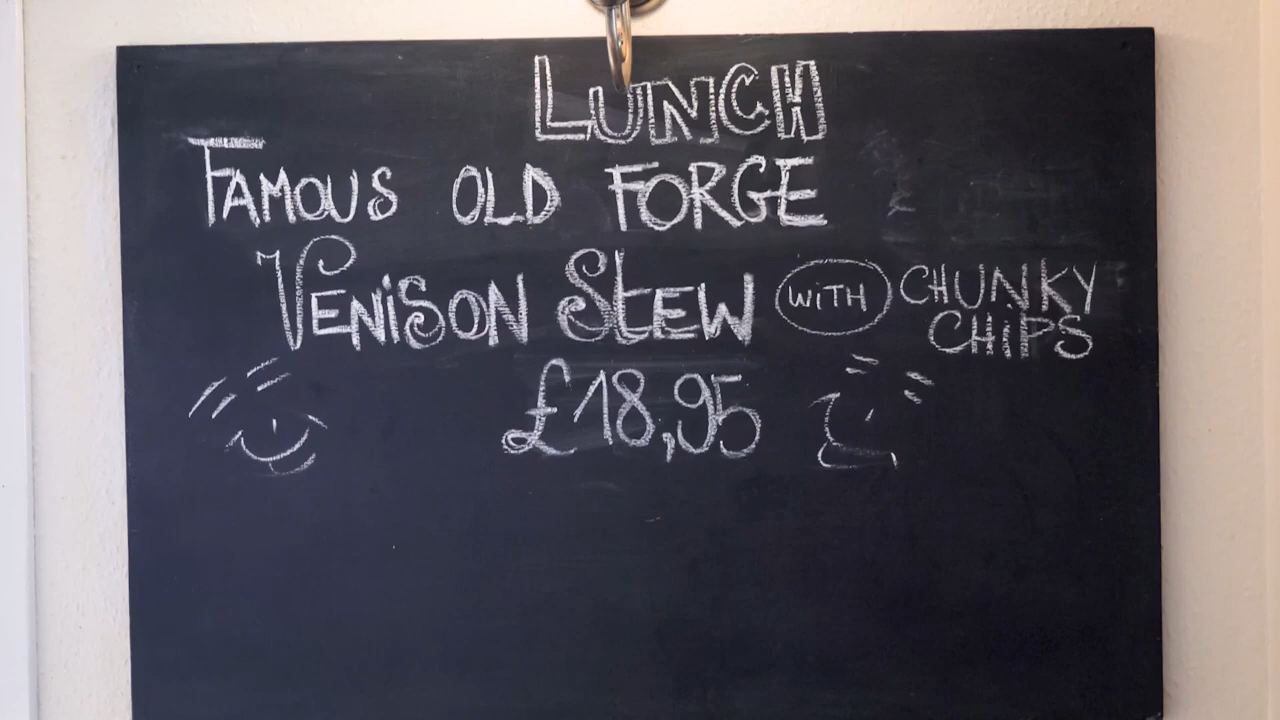 LUNCH
FAMOUS OLD FORGE
VENiSON StEW WiTH CHUNKY
CHiPS
£18,95